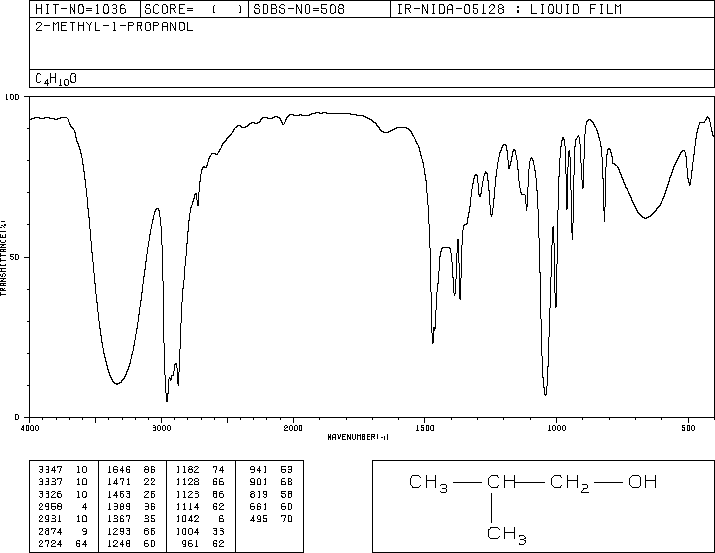 HIT-NO=1036 SCORE= ( ) SDBS-NO=508 IR-NIDA-05128 : LIQUID FILM
2-METHYL-1-PROPANOL
C4H10O
100
50
0
TRANSMITTANCE(%)
4000 3000 2000 1500 1000 500
WAVENUMBER(-1)
3347 10 1646 86 1182 74 941 53
3337 10 1471 22 1128 66 901 68
3326 10 1463 26 1123 66 819 58
2958 4 1389 36 1114 62 661 60
2931 10 1367 35 1042 6 495 70
2874 9 1293 66 1004 33
2724 64 1248 60 961 62
CH3 CH CH2 OH
CH3